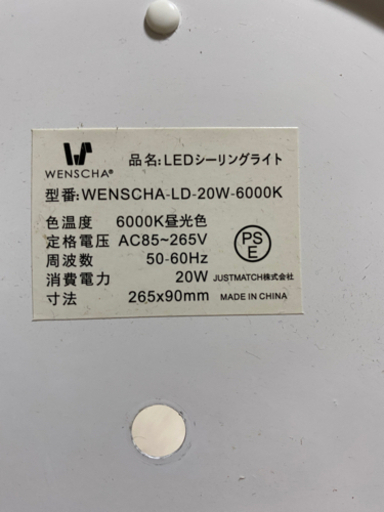 WENSCHA®
品名:LEDシーリングライト
型番:WENSCHA-LD-20W-6000K
色温度 6000K昼光色
定格電圧 AC85~265V
周波数 50-60Hz
消費電力 20W
寸法 265x90mm
PS
E
JUSTMATCH株式会社
MADE IN CHINA